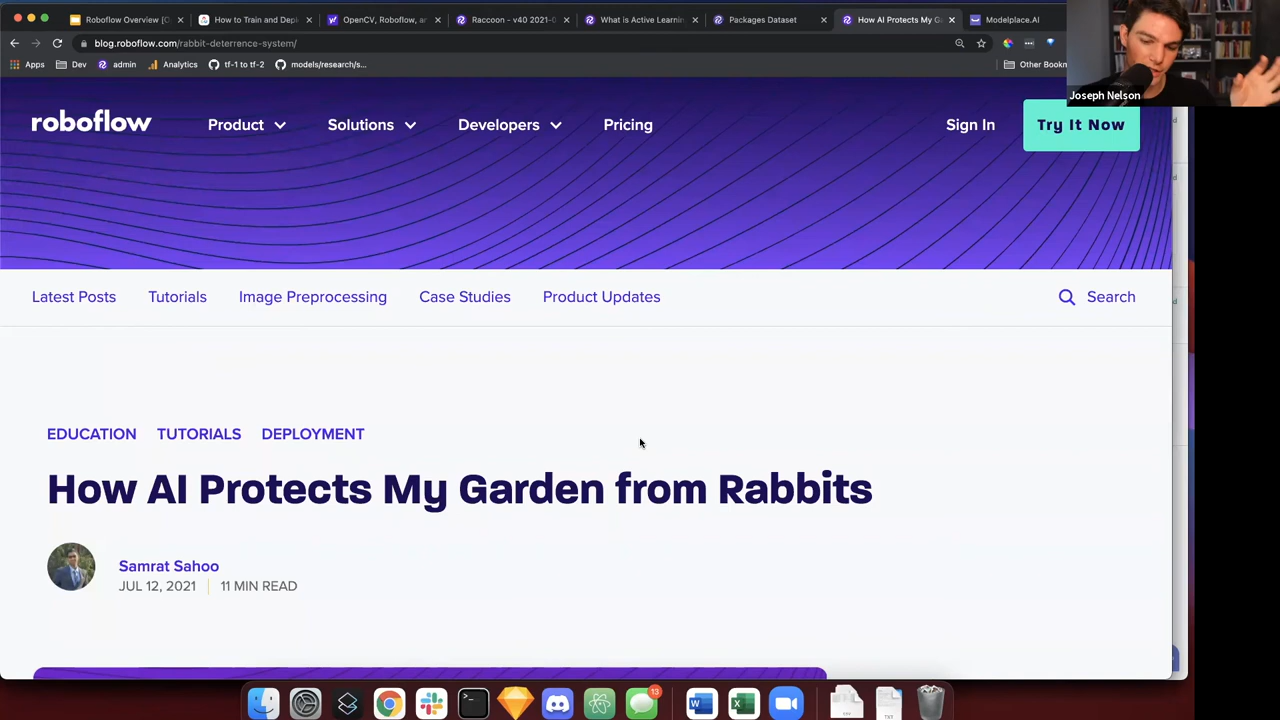 Roboflow Overview [
How to Train and Depl
OpenCV, Roboflow, an
Raccoon - v40 2021-0
What is Active Learnin
Packages Dataset
How AI Protects My Ga
Modelplace.AI
blog.roboflow.com/rabbit-deterrence-system/
Apps
Dev
admin
Analytics
tf-1 to tf-2
models/research/s...
Other Bookm
Joseph Nelson
roboflow
Product
Solutions
Developers
Pricing
Sign In
Try It Now
Latest Posts
Tutorials
Image Preprocessing
Case Studies
Product Updates
Search
EDUCATION TUTORIALS DEPLOYMENT
How AI Protects My Garden from Rabbits
Samrat Sahoo
JUL 12, 2021 11 MIN READ
13
TXT